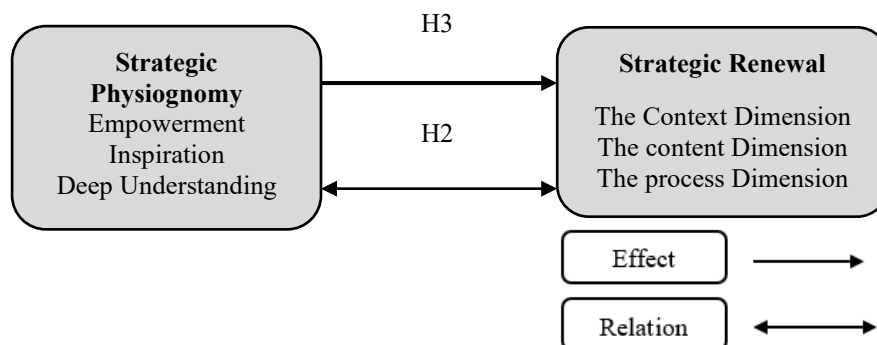 H3
Strategic
Physiognomy
Empowerment
Inspiration
Deep Understanding
H2
Strategic Renewal
The Context Dimension
The content Dimension
The process Dimension
Effect
Relation